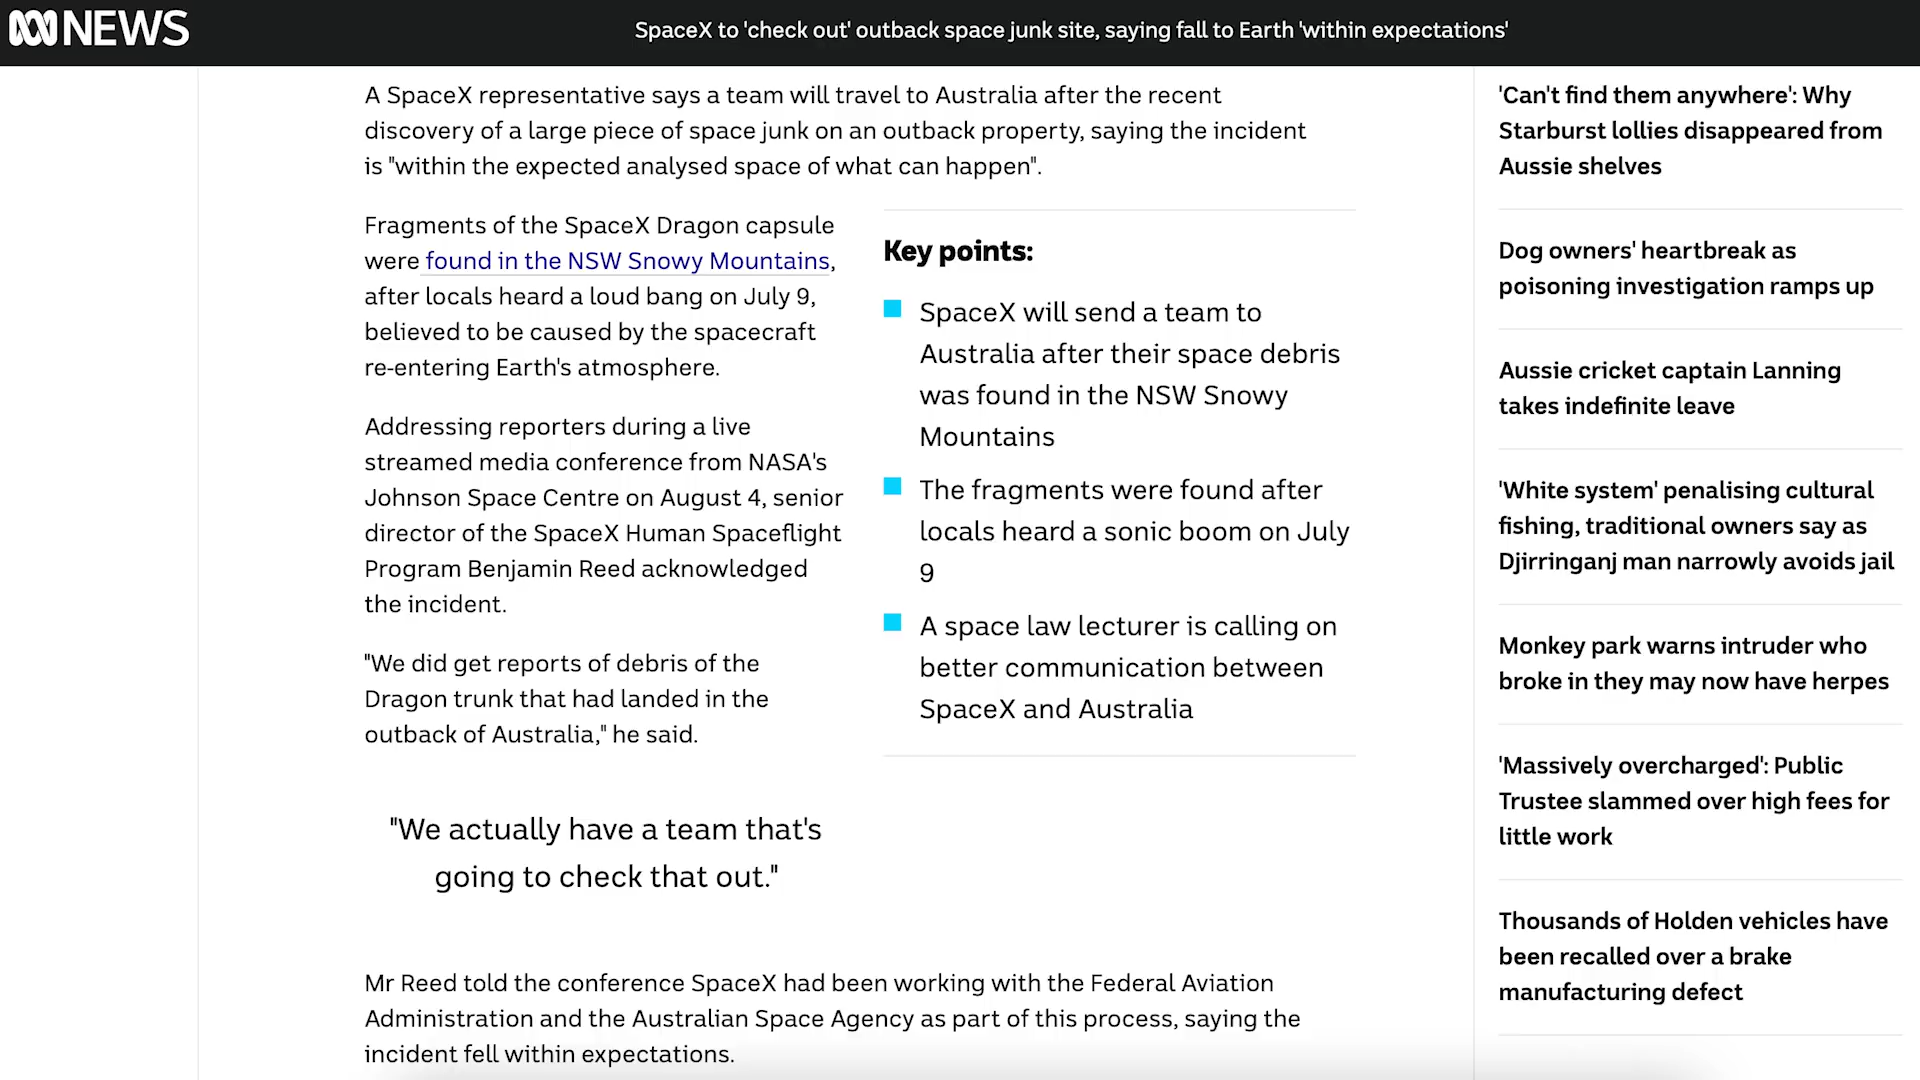 NEWS
SpaceX to 'check out' outback space junk site, saying fall to Earth 'within expectations'
A SpaceX representative says a team will travel to Australia after the recent
discovery of a large piece of space junk on an outback property, saying the incident
is "within the expected analysed space of what can happen".
Fragments of the SpaceX Dragon capsule
were found in the NSW Snowy Mountains,
after locals heard a loud bang on July 9,
believed to be caused by the spacecraft
re-entering Earth's atmosphere.
Addressing reporters during a live
streamed media conference from NASA's
Johnson Space Centre on August 4, senior
director of the SpaceX Human Spaceflight
Program Benjamin Reed acknowledged
the incident.
"We did get reports of debris of the
Dragon trunk that had landed in the
outback of Australia," he said.
"We actually have a team that's
going to check that out."
Mr Reed told the conference SpaceX had been working with the Federal Aviation
Administration and the Australian Space Agency as part of this process, saying the
incident fell within expectations.
Key points:
SpaceX will send a team to
Australia after their space debris
was found in the NSW Snowy
Mountains
The fragments were found after
locals heard a sonic boom on July
9
A space law lecturer is calling on
better communication between
SpaceX and Australia
'Can't find them anywhere': Why
Starburst lollies disappeared from
Aussie shelves
Dog owners' heartbreak as
poisoning investigation ramps up
Aussie cricket captain Lanning
takes indefinite leave
'White system' penalising cultural
fishing, traditional owners say as
Djirringanj man narrowly avoids jail
Monkey park warns intruder who
broke in they may now have herpes
'Massively overcharged': Public
Trustee slammed over high fees for
little work
Thousands of Holden vehicles have
been recalled over a brake
manufacturing defect